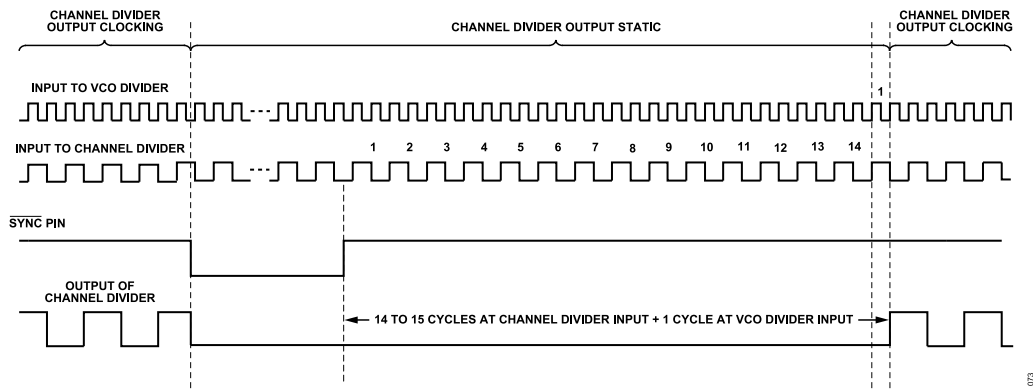 CHANNEL DIVIDER
OUTPUT CLOCKING
CHANNEL DIVIDER OUTPUT STATIC
CHANNEL DIVIDER
OUTPUT CLOCKING
INPUT TO VCO DIVIDER
1
INPUT TO CHANNEL DIVIDER
1 2 3 4 5 6 7 8 9 10 11 12 13 14
SYNC PIN
OUTPUT OF
CHANNEL DIVIDER
14 TO 15 CYCLES AT CHANNEL DIVIDER INPUT + 1 CYCLE AT VCO DIVIDER INPUT
073